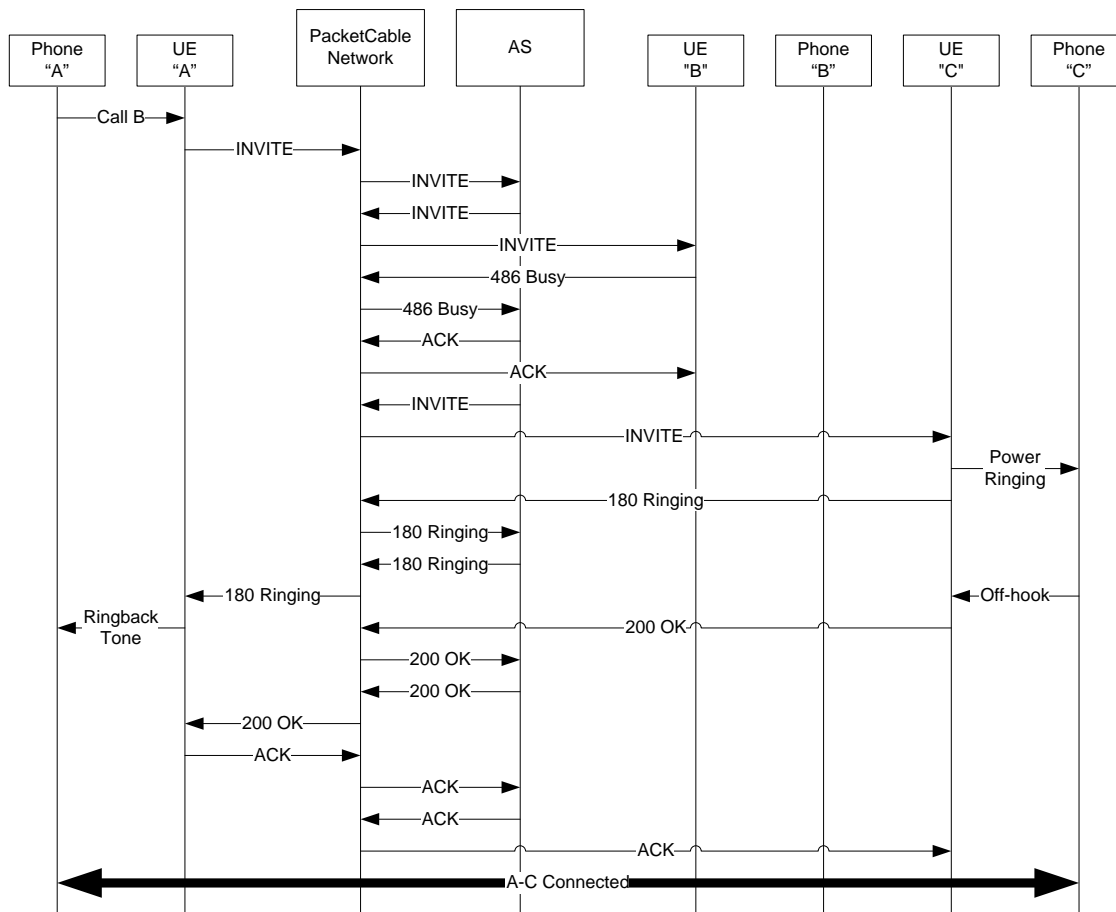 Phone
“A”
UE
“A”
PacketCable
Network
AS
UE
"B"
Phone
“B”
UE
"C"
Phone
“C”
Call B
INVITE
INVITE
INVITE
INVITE
486 Busy
486 Busy
ACK
ACK
INVITE
INVITE
Power
Ringing
180 Ringing
180 Ringing
180 Ringing
180 Ringing
Off-hook
Ringback
Tone
200 OK
200 OK
200 OK
200 OK
ACK
ACK
ACK
ACK
A-C Connected